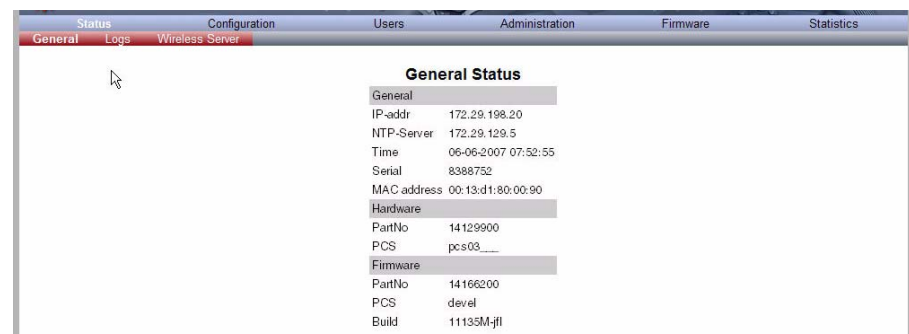 Status Configuration Users Administration Firmware Statistics
General Logs Wireless Server
General Status
General
IP-addr 172.29.198.20
NTP-Server 172.29.129.5
Time 06-06-2007 07:52:55
Serial 8388752
MAC address 00:13:d1:80:00:90
Hardware
PartNo 14129900
PCS pcs03___
Firmware
PartNo 14166200
PCS devel
Build 11135M-jfl